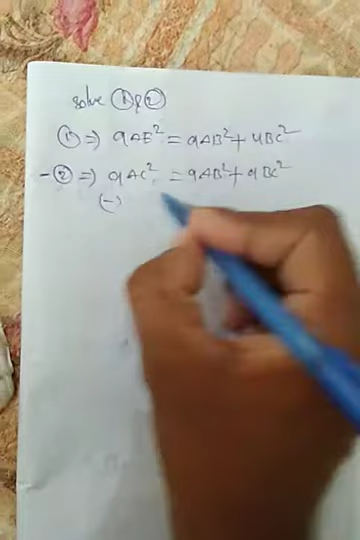 solve ① & ②
① => 9AE² = 9AB² + 4BC²
- ② => 9AC² = 9AB² + 9BC²
(-)